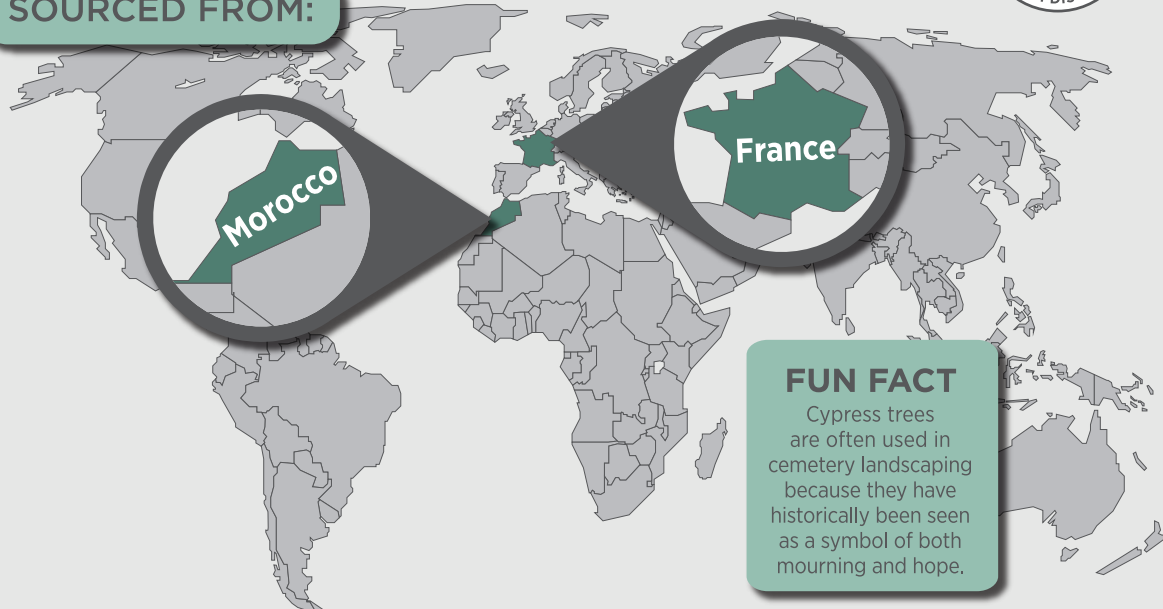 SOURCED FROM:
Morocco
France
FUN FACT
Cypress trees
are often used in
cemetery landscaping
because they have
historically been seen
as a symbol of both
mourning and hope.